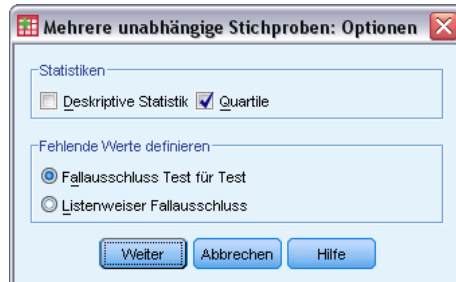 Mehrere unabhängige Stichproben: Optionen
Statistiken
Deskriptive Statistik Quartile
Fehlende Werte definieren
Fallausschluss Test für Test
Listenweiser Fallausschluss
Weiter Abbrechen Hilfe